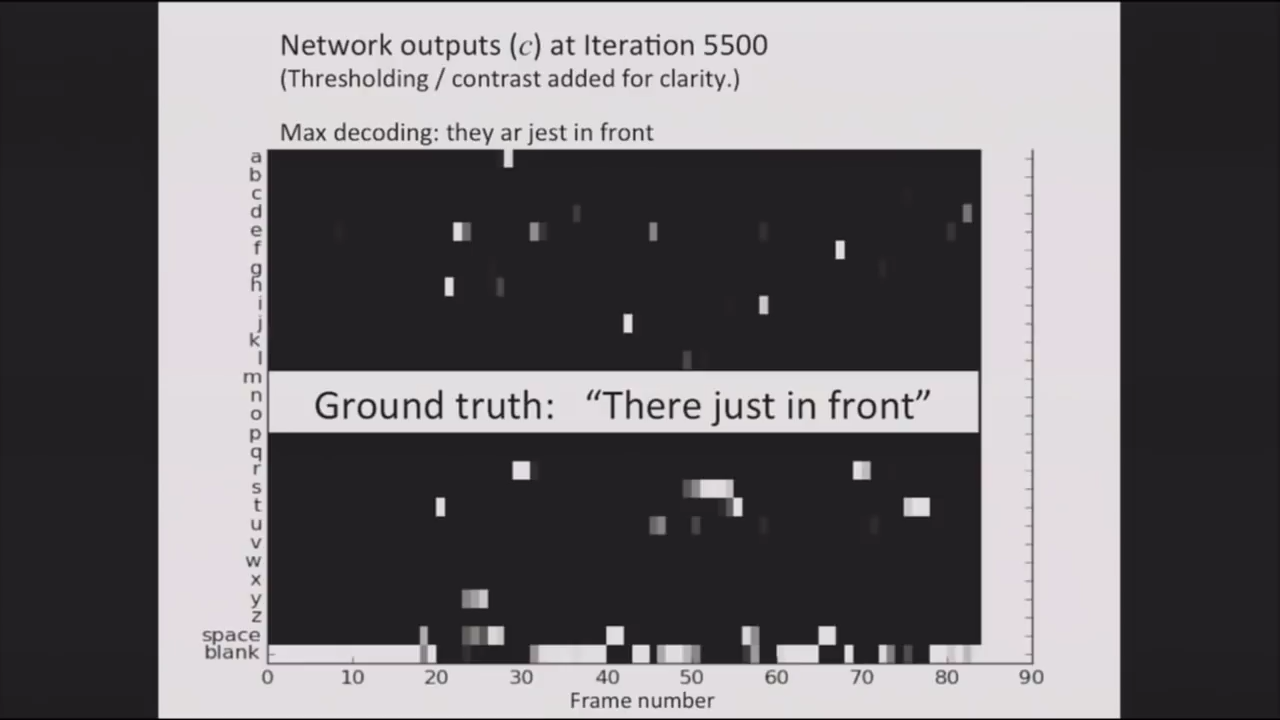 Network outputs (c) at Iteration 5500
(Thresholding / contrast added for clarity.)
Max decoding: they ar jest in front
a
b
c
d
e
f
g
h
i
j
k
l
m
n
o
p
q
r
s
t
u
v
w
x
y
z
space
blank
Ground truth: “There just in front”
0 10 20 30 40 50 60 70 80 90
Frame number